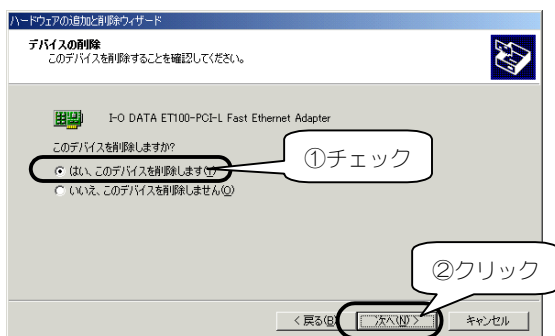 ハードウェアの追加と削除ウィザード
デバイスの削除
このデバイスを削除することを確認してください。
I-O DATA ET100-PCI-L Fast Ethernet Adapter
このデバイスを削除しますか?
①チェック
はい、このデバイスを削除します(Y)
いいえ、このデバイスを削除しません(O)
②クリック
< 戻る(B)
次へ(N) >
キャンセル